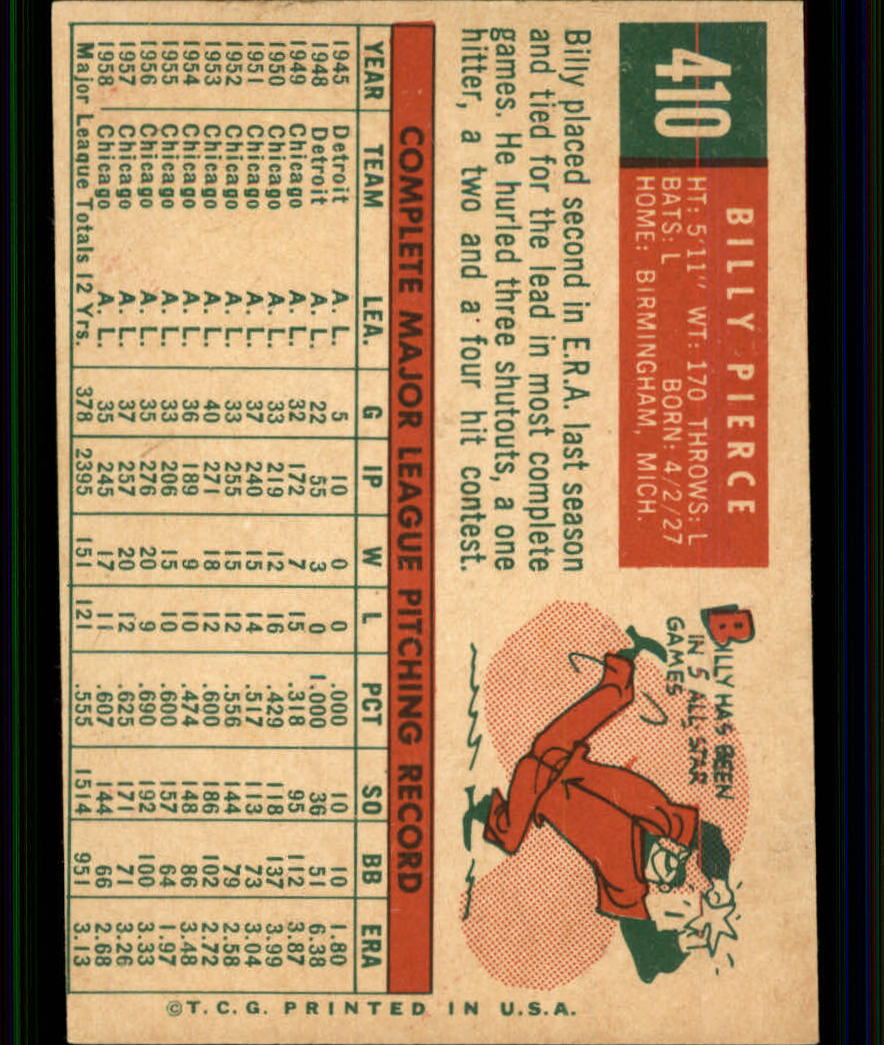 410
BILLY PIERCE
HT: 5'11" WT: 170 THROWS: L
BATS: L BORN: 4/2/27
HOME: BIRMINGHAM, MICH.
Billy placed second in E.R.A. last season
and tied for the lead in most complete
games. He hurled three shutouts, a one
hitter, a two and a four hit contest.
BILLY HAS BEEN
IN 5 ALL STAR
GAMES
COMPLETE MAJOR LEAGUE PITCHING RECORD
YEAR TEAM LEA. G IP W L PCT SO BB ERA
1945 Detroit A. L. 5 10 0 0 .000 10 10 1.80
1948 Detroit A. L. 22 55 3 0 1.000 36 51 6.38
1949 Chicago A. L. 32 172 7 15 .318 95 112 3.87
1950 Chicago A. L. 33 219 12 16 .429 118 137 3.99
1951 Chicago A. L. 37 240 15 14 .517 113 73 3.04
1952 Chicago A. L. 33 255 15 12 .556 144 79 2.58
1953 Chicago A. L. 40 271 18 12 .600 186 102 2.72
1954 Chicago A. L. 36 189 9 10 .474 148 86 3.48
1955 Chicago A. L. 33 206 15 10 .600 157 64 1.97
1956 Chicago A. L. 35 276 20 9 .690 192 100 3.33
1957 Chicago A. L. 37 257 20 12 .625 171 71 3.26
1958 Chicago A. L. 35 245 17 11 .607 144 66 2.68
Major League Totals 12 Yrs. 378 2395 151 121 .555 1514 951 3.13
©T.C.G. PRINTED IN U.S.A.